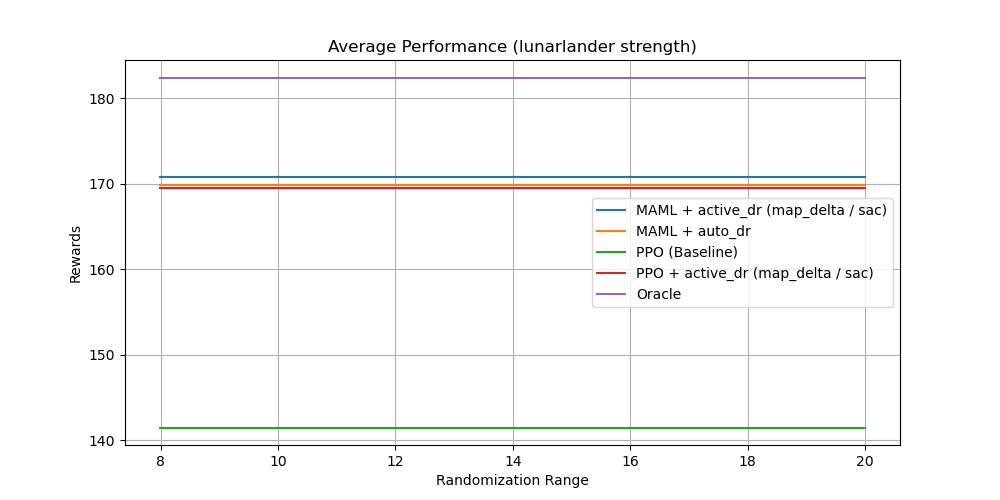 Average Performance (lunarlander strength)
180
170
160
150
140
Rewards
MAML + active_dr (map_delta / sac)
MAML + auto_dr
PPO (Baseline)
PPO + active_dr (map_delta / sac)
Oracle
8 10 12 14 16 18 20
Randomization Range